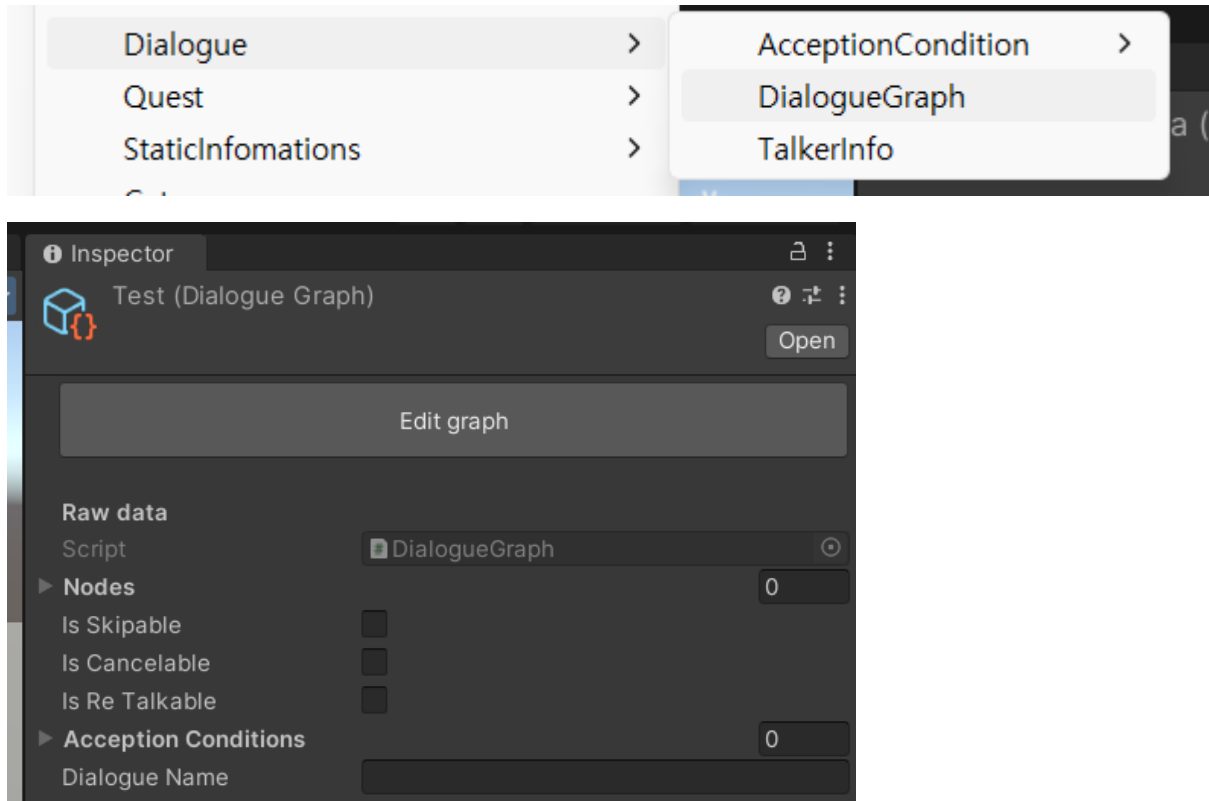 Dialogue
AcceptionCondition
Quest
DialogueGraph
StaticInfomations
TalkerInfo
a (
Inspector
Test (Dialogue Graph)
Open
Edit graph
Raw data
Script
DialogueGraph
Nodes
0
Is Skipable
Is Cancelable
Is Re Talkable
Acception Conditions
0
Dialogue Name